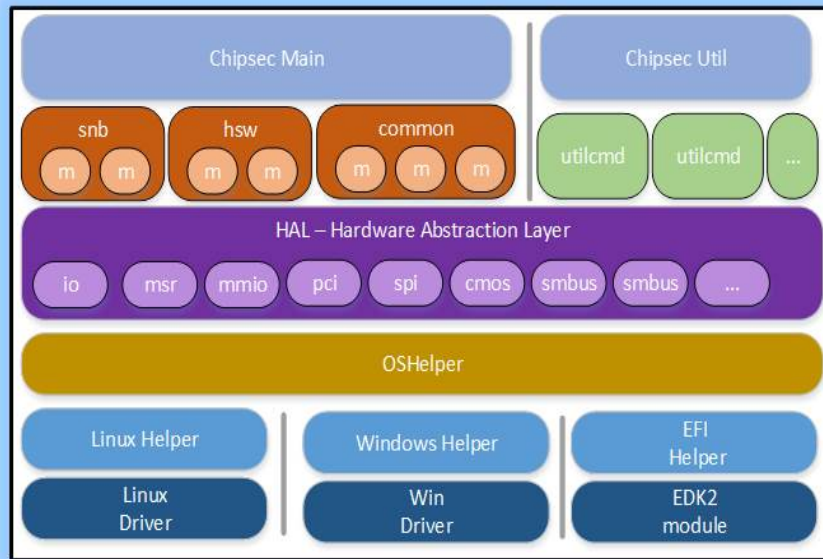 Chipsec Main
Chipsec Util
snb
hsw
common
m m
m m
m m m
utilcmd
utilcmd
...
HAL – Hardware Abstraction Layer
io
msr
mmio
pci
spi
cmos
smbus
smbus
...
OSHelper
Linux Helper
Windows Helper
EFI
Helper
Linux
Driver
Win
Driver
EDK2
module